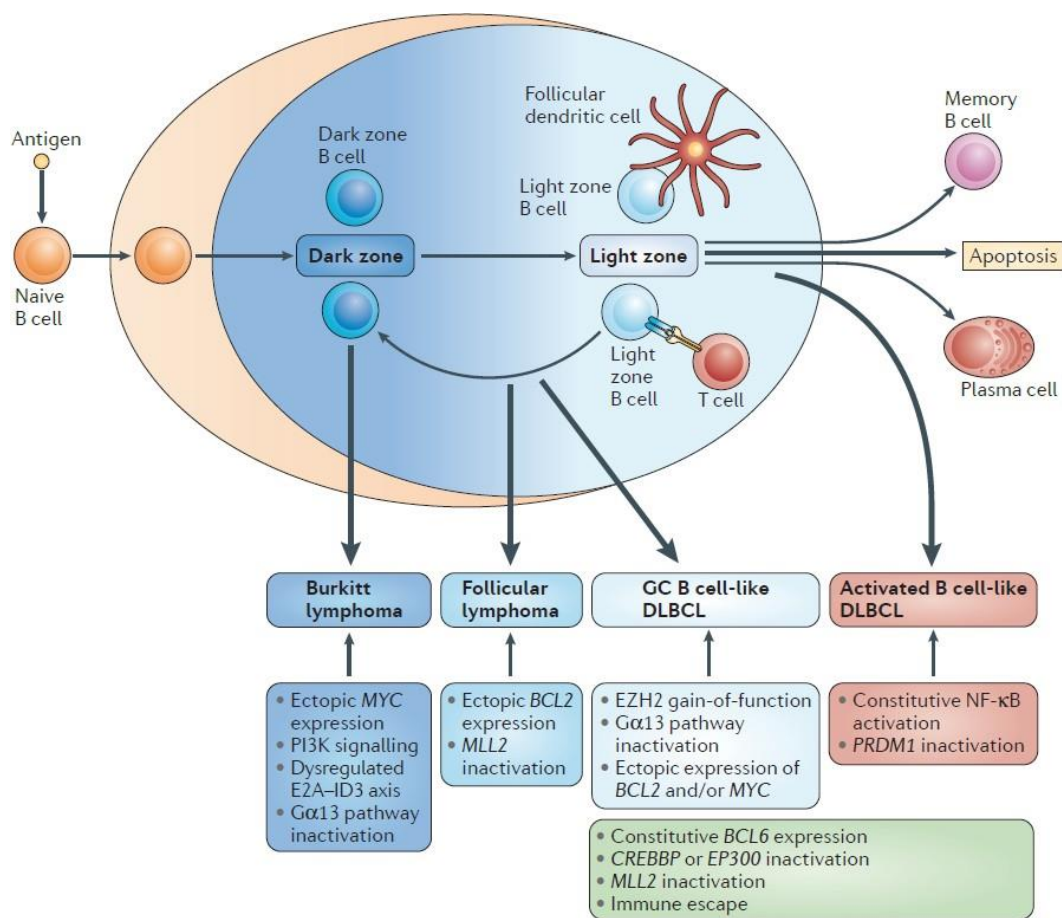 Antigen
Naive
B cell
Dark zone
B cell
Dark zone
Follicular
dendritic cell
Light zone
B cell
Light zone
Light
zone
B cell
T cell
Memory
B cell
Apoptosis
Plasma cell
Burkitt
lymphoma
Follicular
lymphoma
GC B cell-like
DLBCL
Activated B cell-like
DLBCL
• Ectopic MYC
expression
• PI3K signalling
• Dysregulated
E2A–ID3 axis
• Gα13 pathway
inactivation
• Ectopic BCL2
expression
• MLL2
inactivation
• EZH2 gain-of-function
• Gα13 pathway
inactivation
• Ectopic expression of
BCL2 and/or MYC
• Constitutive NF-κB
activation
• PRDM1 inactivation
• Constitutive BCL6 expression
• CREBBP or EP300 inactivation
• MLL2 inactivation
• Immune escape